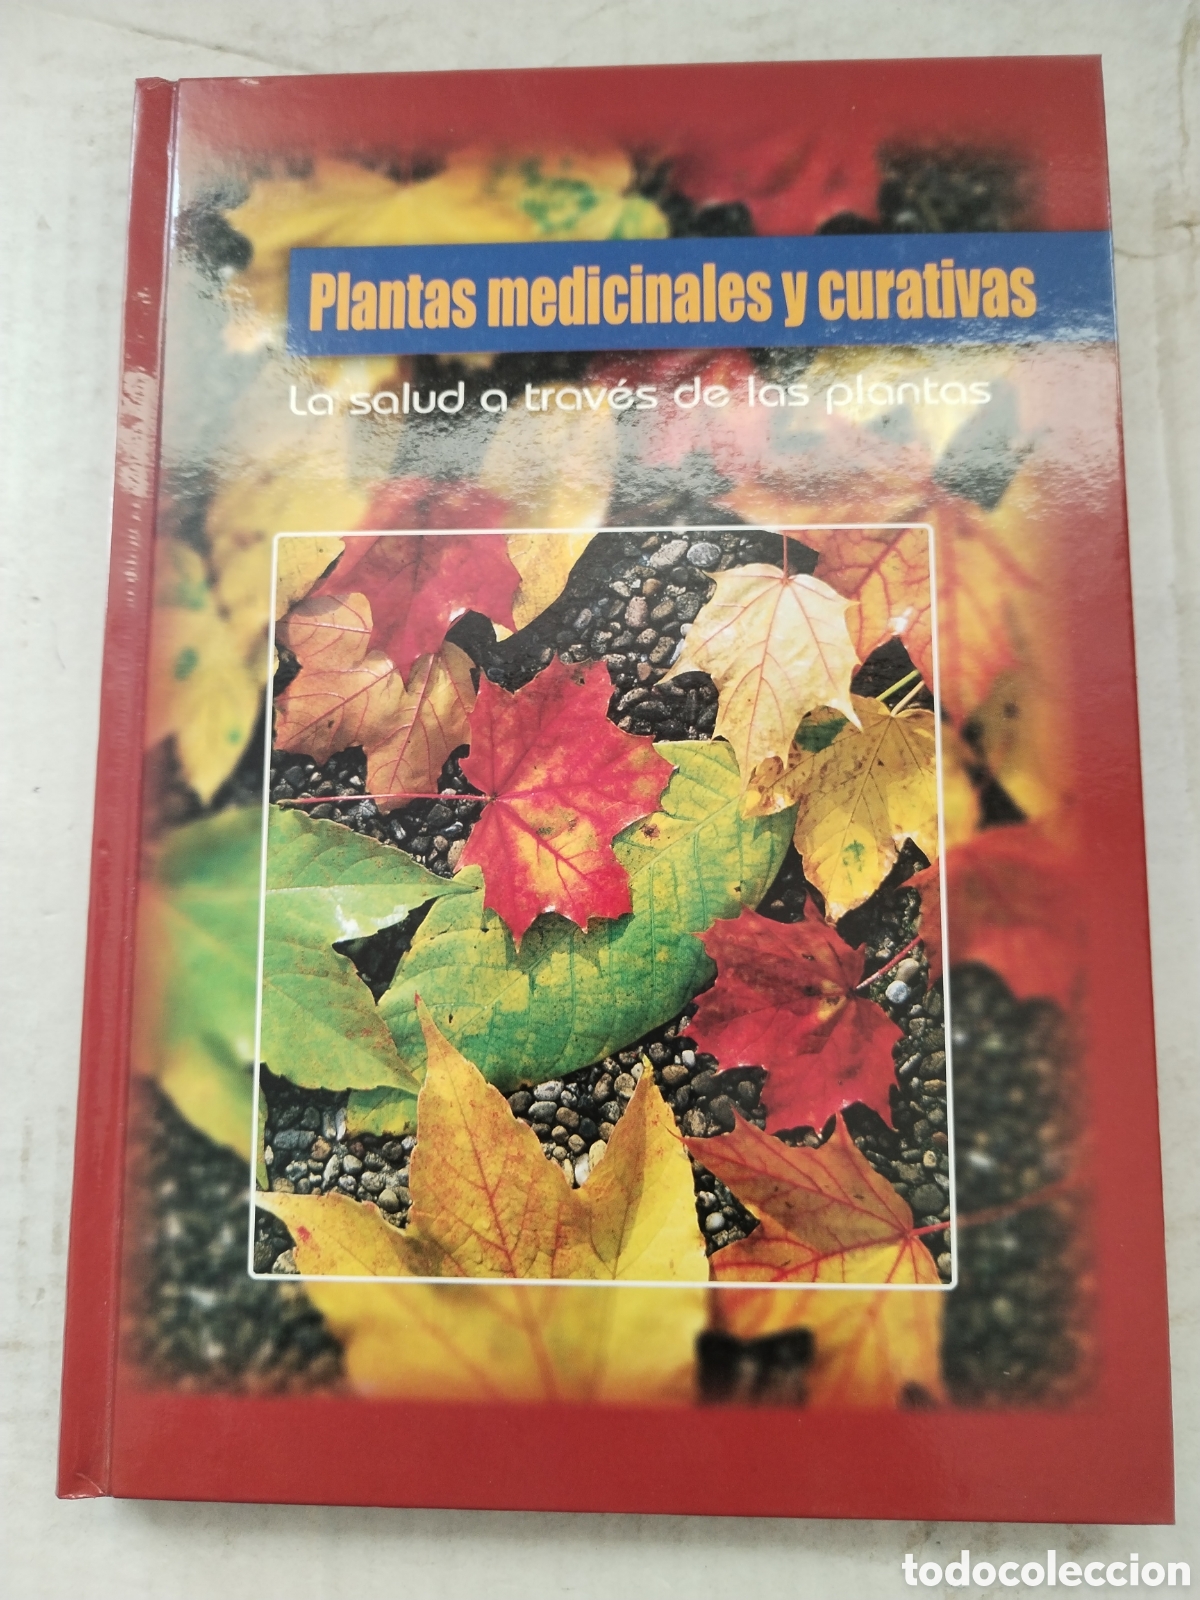 Plantas medicinales y curativas
La salud a través de las plantas
todocoleccion